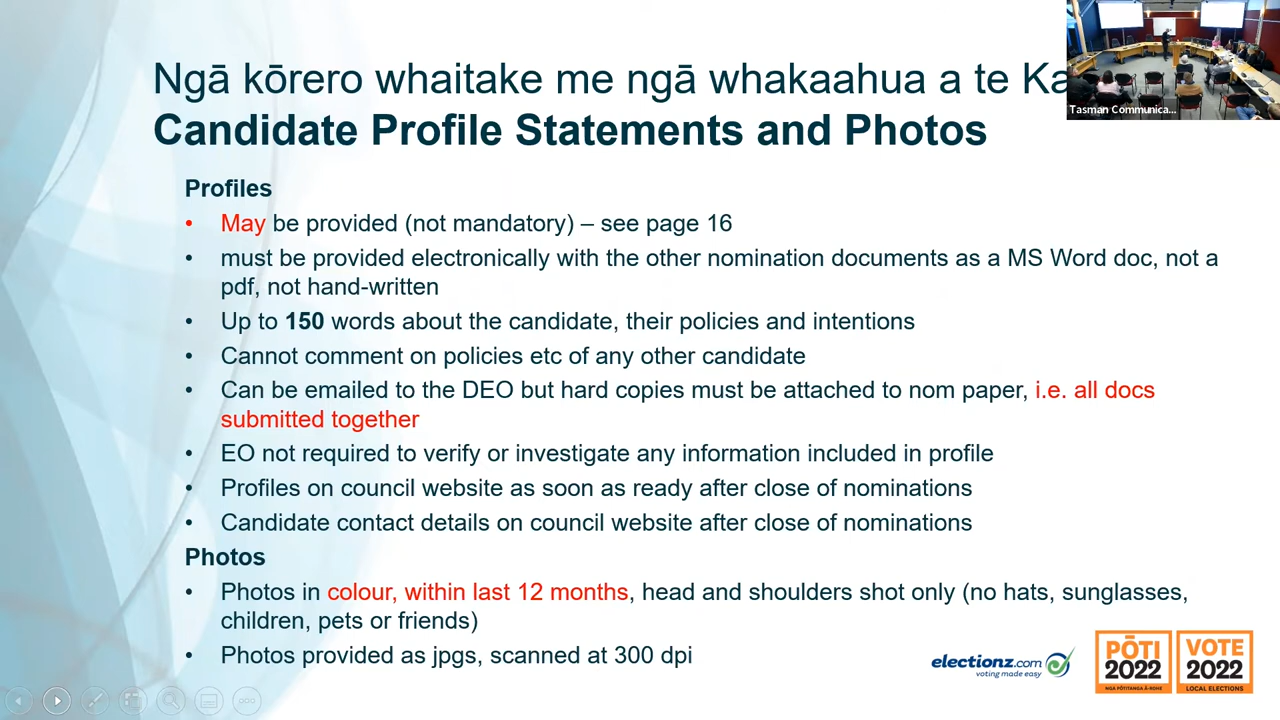 Ngā kōrero whaitake me ngā whakaahua a te Ka
Candidate Profile Statements and Photos
Tasman Communica...
Profiles
• May be provided (not mandatory) – see page 16
• must be provided electronically with the other nomination documents as a MS Word doc, not a
pdf, not hand-written
• Up to 150 words about the candidate, their policies and intentions
• Cannot comment on policies etc of any other candidate
• Can be emailed to the DEO but hard copies must be attached to nom paper, i.e. all docs
submitted together
• EO not required to verify or investigate any information included in profile
• Profiles on council website as soon as ready after close of nominations
• Candidate contact details on council website after close of nominations
Photos
• Photos in colour, within last 12 months, head and shoulders shot only (no hats, sunglasses,
children, pets or friends)
• Photos provided as jpgs, scanned at 300 dpi
electionz.com
voting made easy
PŌTI
2022
NGĀ PŌTITANGA Ā-ROHE
VOTE
2022
LOCAL ELECTIONS